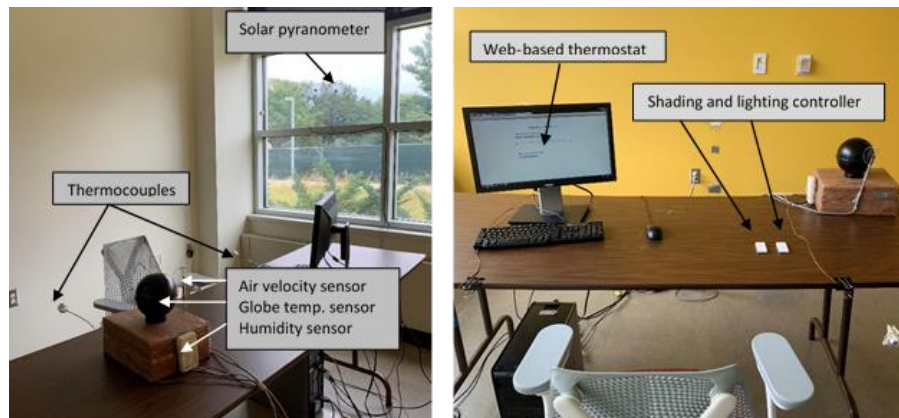 Solar pyranometer
Thermocouples
Air velocity sensor
Globe temp. sensor
Humidity sensor
Web-based thermostat
Shading and lighting controller